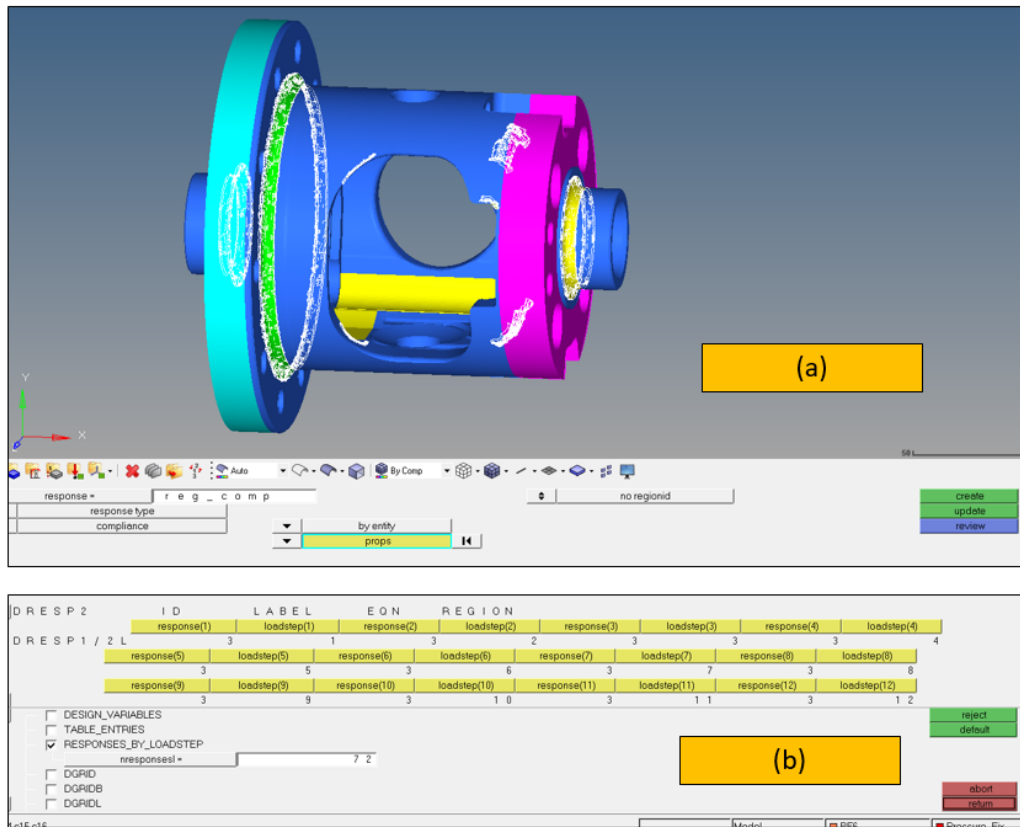 (a)
Y
X
Auto
By Comp
response =
r e g _ c o m p
no regionid
create
response type
update
compliance
by entity
review
props
D R E S P 2 I D L A B E L E Q N R E G I O N
response(1) loadstep(1) response(2) loadstep(2) response(3) loadstep(3) response(4) loadstep(4)
D R E S P 1 / 2 L 3 1 3 2 3 3 3 4
response(5) loadstep(5) response(6) loadstep(6) response(7) loadstep(7) response(8) loadstep(8)
3 5 3 6 3 7 3 8
response(9) loadstep(9) response(10) loadstep(10) response(11) loadstep(11) response(12) loadstep(12)
3 9 3 1 0 3 1 1 3 1 2
DESIGN_VARIABLES
reject
TABLE_ENTRIES
default
RESPONSES_BY_LOADSTEP
nresponsesl = 7 2
(b)
DGRID
DGRIDB
abort
DGRIDL
return